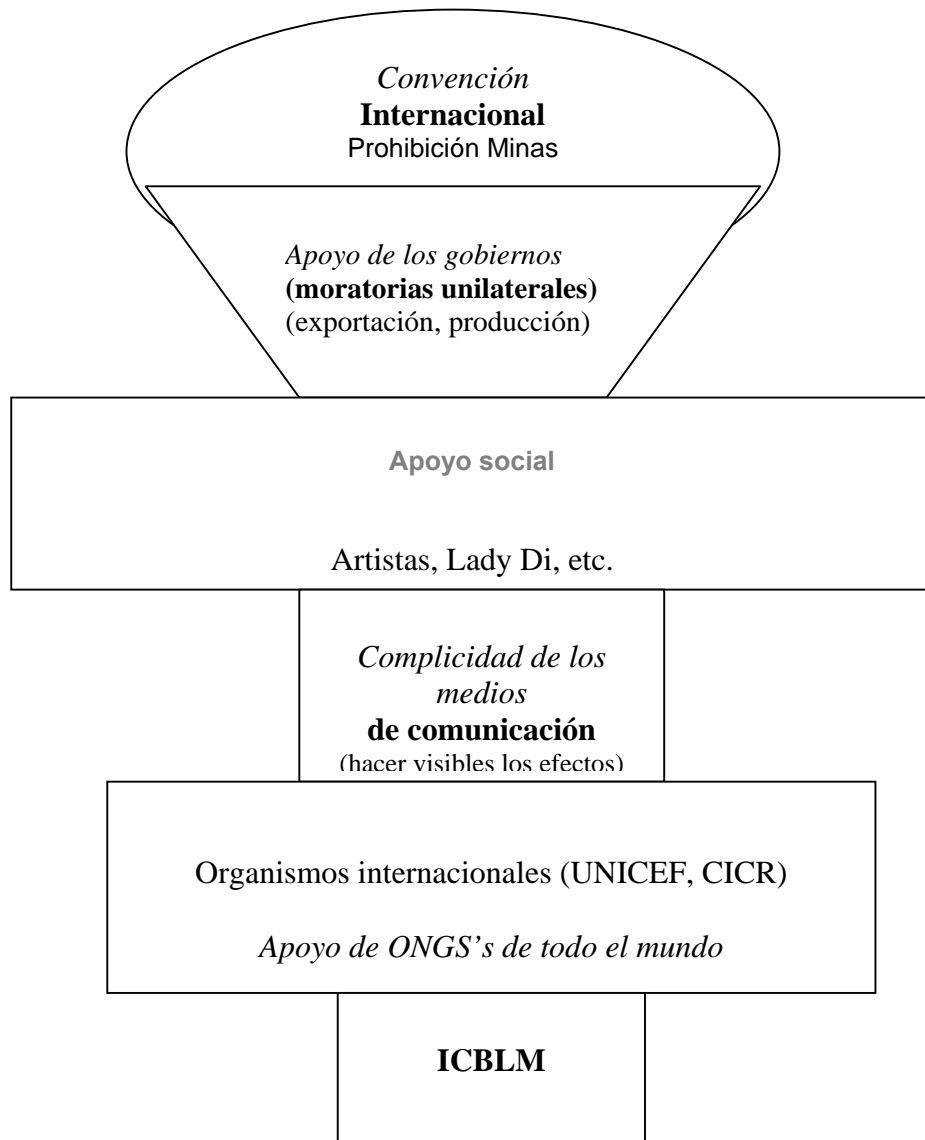 Convención
Internacional
Prohibición Minas
Apoyo de los gobiernos
(moratorias unilaterales)
(exportación, producción)
Apoyo social
Artistas, Lady Di, etc.
Complicidad de los
medios
de comunicación
(hacer visibles los efectos)
Organismos internacionales (UNICEF, CICR)
Apoyo de ONGS’s de todo el mundo
ICBLM